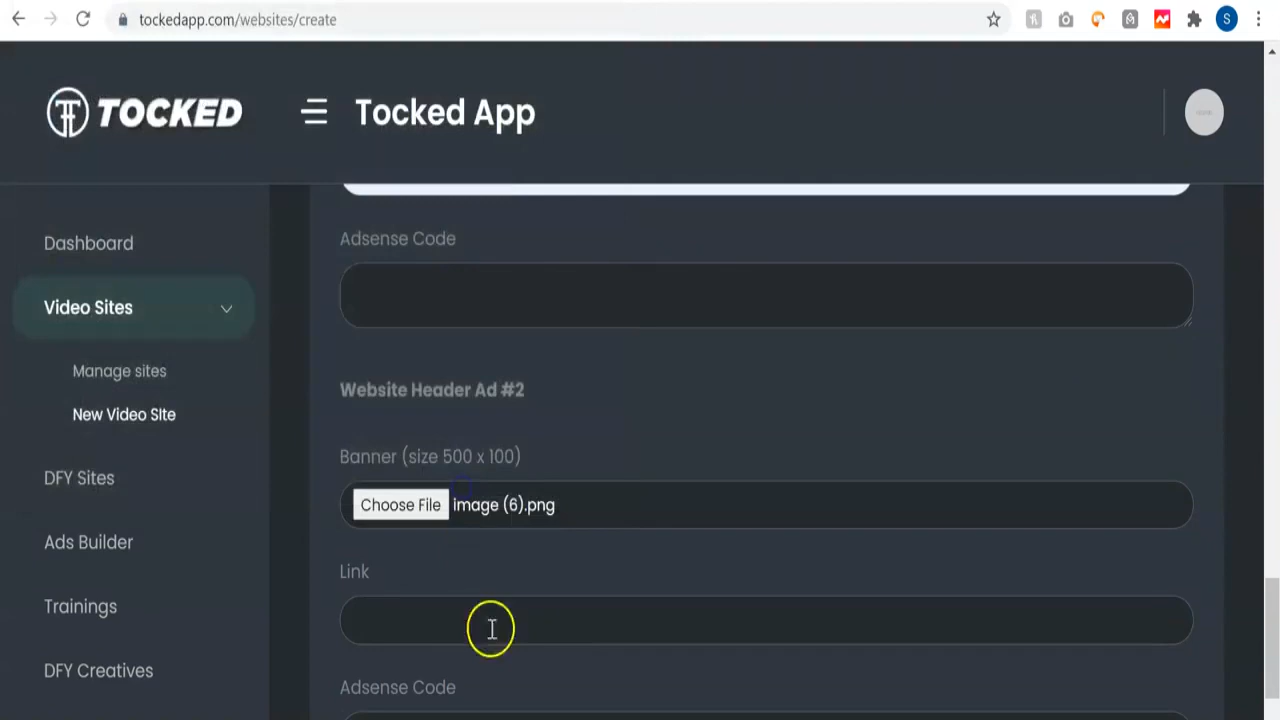 tockedapp.com/websites/create
S
TOCKED
Tocked App
Dashboard
Video Sites
Manage sites
New Video Site
DFY Sites
Ads Builder
Trainings
DFY Creatives
Adsense Code
Website Header Ad #2
Banner (size 500 x 100)
Choose File image (6).png
Link
Adsense Code